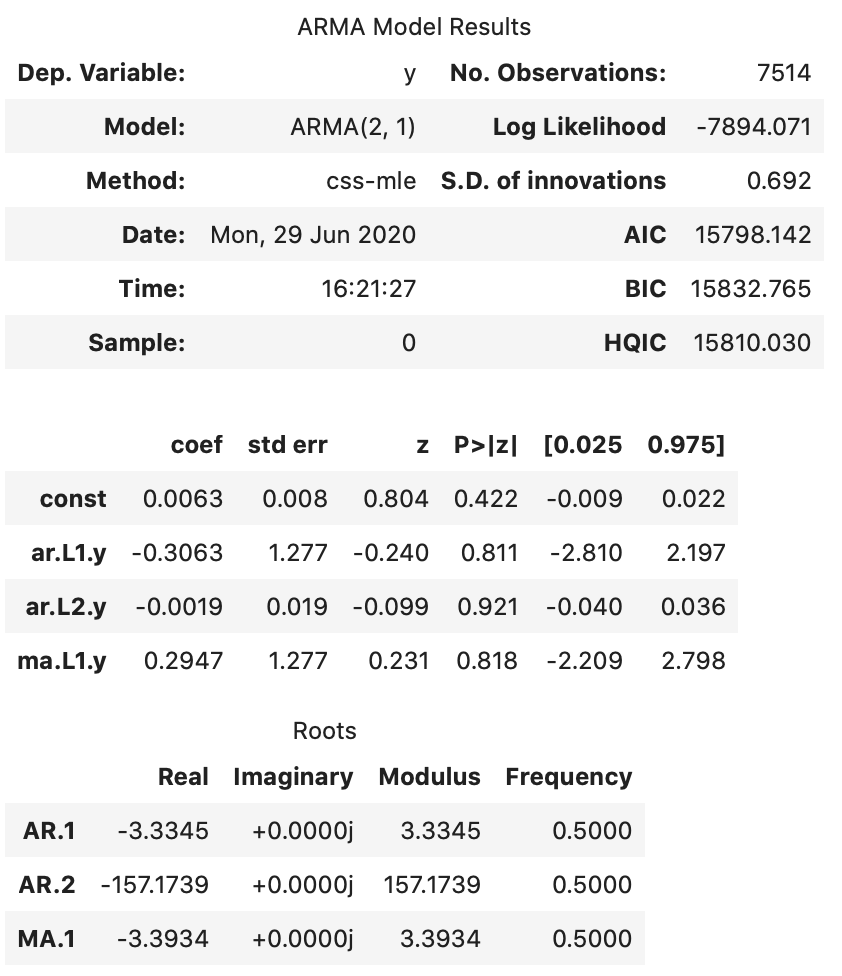 ARMA Model Results
Dep. Variable: y No. Observations: 7514
Model: ARMA(2, 1) Log Likelihood -7894.071
Method: css-mle S.D. of innovations 0.692
Date: Mon, 29 Jun 2020 AIC 15798.142
Time: 16:21:27 BIC 15832.765
Sample: 0 HQIC 15810.030
coef std err z P>|z| [0.025 0.975]
const 0.0063 0.008 0.804 0.422 -0.009 0.022
ar.L1.y -0.3063 1.277 -0.240 0.811 -2.810 2.197
ar.L2.y -0.0019 0.019 -0.099 0.921 -0.040 0.036
ma.L1.y 0.2947 1.277 0.231 0.818 -2.209 2.798
Roots
Real Imaginary Modulus Frequency
AR.1 -3.3345 +0.0000j 3.3345 0.5000
AR.2 -157.1739 +0.0000j 157.1739 0.5000
MA.1 -3.3934 +0.0000j 3.3934 0.5000